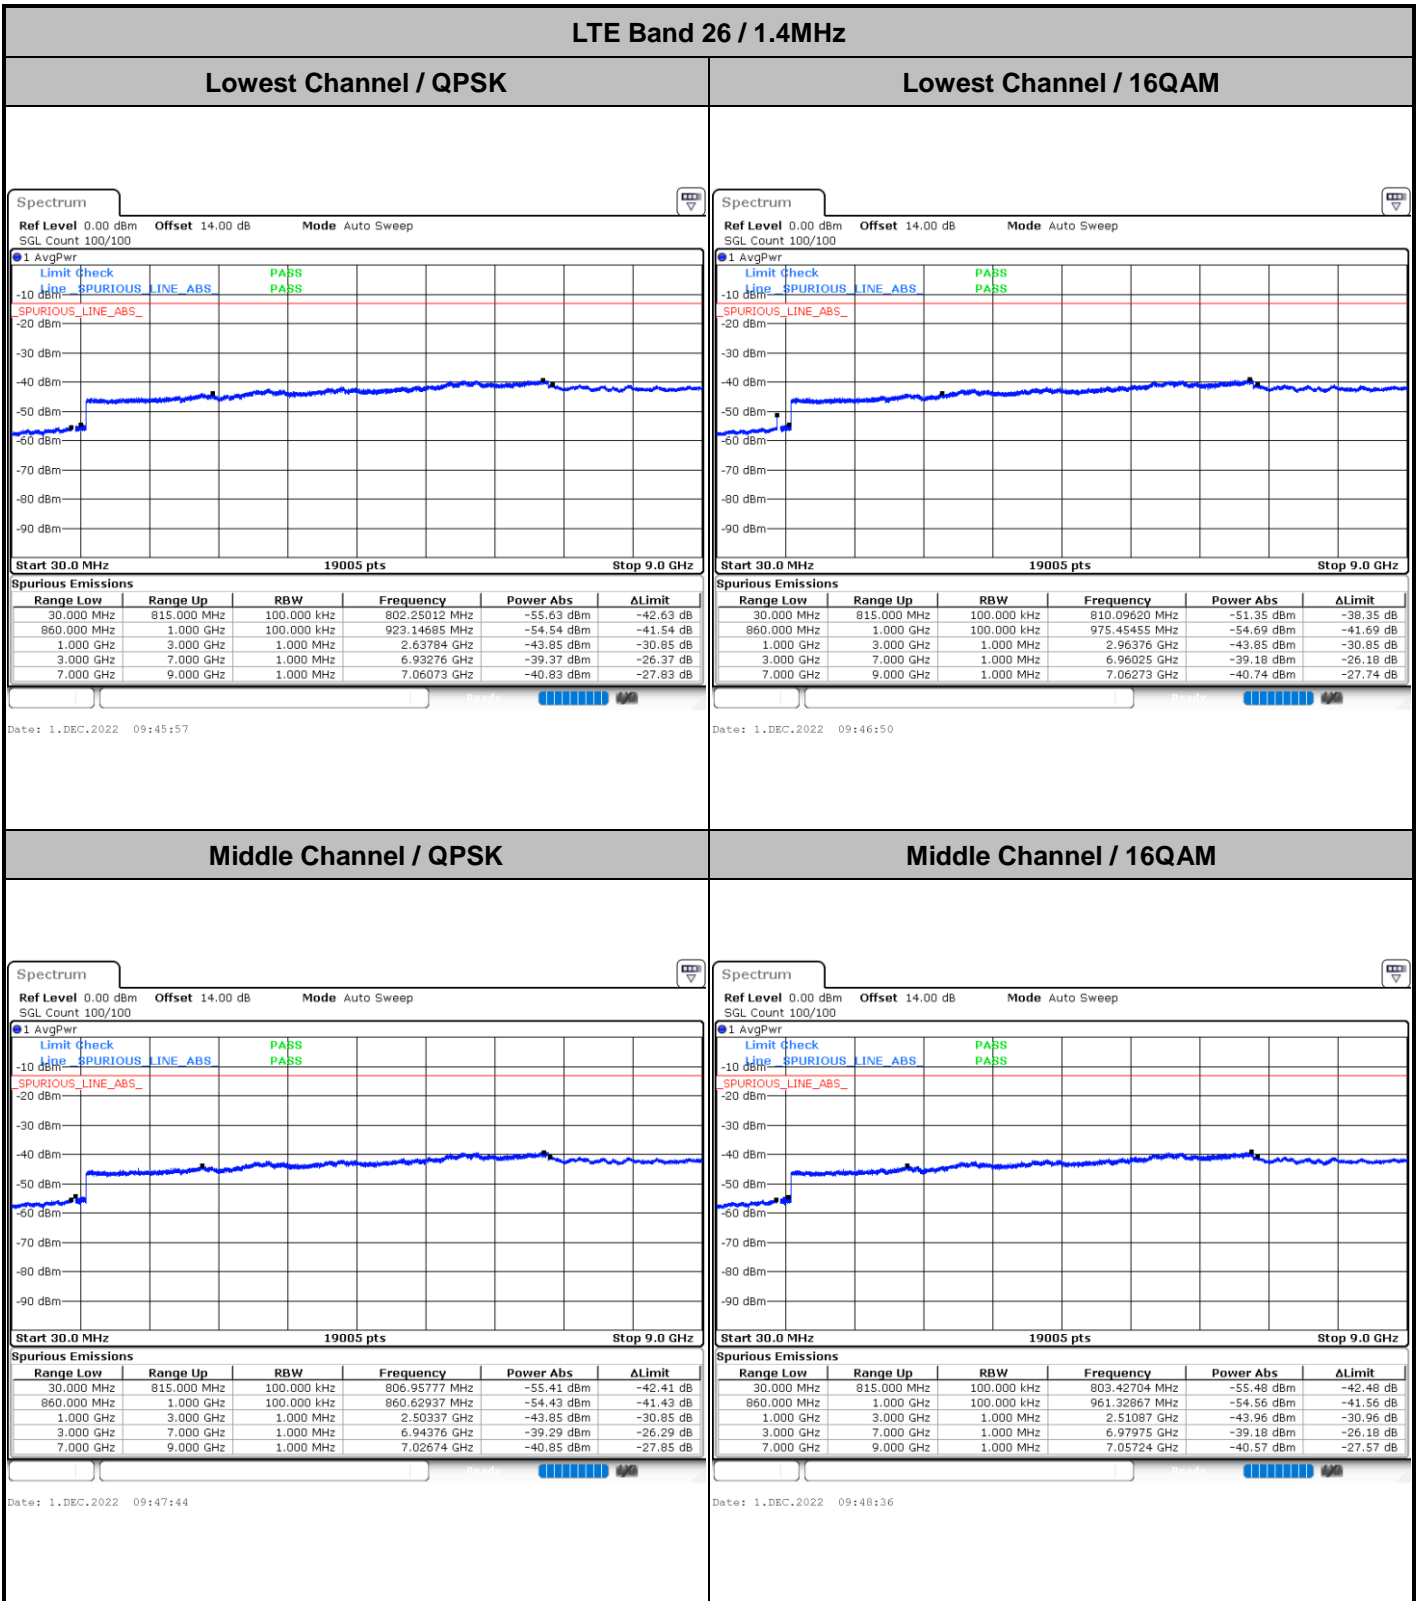 LTE Band 26 / 1.4MHz
Lowest Channel / QPSK
Lowest Channel / 16QAM
Spectrum
Ref Level 0.00 dBm Offset 14.00 dB Mode Auto Sweep
SGL Count 100/100
1 AvgPwr
Limit Check PASS
Line _SPURIOUS_LINE_ABS_ PASS
-10 dBm
_SPURIOUS_LINE_ABS_
-20 dBm
-30 dBm
-40 dBm
-50 dBm
-60 dBm
-70 dBm
-80 dBm
-90 dBm
Start 30.0 MHz 19005 pts Stop 9.0 GHz
Spurious Emissions
Range Low Range Up RBW Frequency Power Abs ΔLimit
30.000 MHz 815.000 MHz 100.000 kHz 802.25012 MHz -55.63 dBm -42.63 dB
860.000 MHz 1.000 GHz 100.000 kHz 923.14685 MHz -54.54 dBm -41.54 dB
1.000 GHz 3.000 GHz 1.000 MHz 2.63784 GHz -43.85 dBm -30.85 dB
3.000 GHz 7.000 GHz 1.000 MHz 6.93276 GHz -39.37 dBm -26.37 dB
7.000 GHz 9.000 GHz 1.000 MHz 7.06073 GHz -40.83 dBm -27.83 dB
Ready
Date: 1.DEC.2022 09:45:57
Spectrum
Ref Level 0.00 dBm Offset 14.00 dB Mode Auto Sweep
SGL Count 100/100
1 AvgPwr
Limit Check PASS
Line _SPURIOUS_LINE_ABS_ PASS
-10 dBm
_SPURIOUS_LINE_ABS_
-20 dBm
-30 dBm
-40 dBm
-50 dBm
-60 dBm
-70 dBm
-80 dBm
-90 dBm
Start 30.0 MHz 19005 pts Stop 9.0 GHz
Spurious Emissions
Range Low Range Up RBW Frequency Power Abs ΔLimit
30.000 MHz 815.000 MHz 100.000 kHz 810.09620 MHz -51.35 dBm -38.35 dB
860.000 MHz 1.000 GHz 100.000 kHz 975.45455 MHz -54.69 dBm -41.69 dB
1.000 GHz 3.000 GHz 1.000 MHz 2.96376 GHz -43.85 dBm -30.85 dB
3.000 GHz 7.000 GHz 1.000 MHz 6.96025 GHz -39.18 dBm -26.18 dB
7.000 GHz 9.000 GHz 1.000 MHz 7.06273 GHz -40.74 dBm -27.74 dB
Ready
Date: 1.DEC.2022 09:46:50
Middle Channel / QPSK
Middle Channel / 16QAM
Spectrum
Ref Level 0.00 dBm Offset 14.00 dB Mode Auto Sweep
SGL Count 100/100
1 AvgPwr
Limit Check PASS
Line _SPURIOUS_LINE_ABS_ PASS
-10 dBm
_SPURIOUS_LINE_ABS_
-20 dBm
-30 dBm
-40 dBm
-50 dBm
-60 dBm
-70 dBm
-80 dBm
-90 dBm
Start 30.0 MHz 19005 pts Stop 9.0 GHz
Spurious Emissions
Range Low Range Up RBW Frequency Power Abs ΔLimit
30.000 MHz 815.000 MHz 100.000 kHz 806.95777 MHz -55.41 dBm -42.41 dB
860.000 MHz 1.000 GHz 100.000 kHz 860.62937 MHz -54.43 dBm -41.43 dB
1.000 GHz 3.000 GHz 1.000 MHz 2.50337 GHz -43.85 dBm -30.85 dB
3.000 GHz 7.000 GHz 1.000 MHz 6.94376 GHz -39.29 dBm -26.29 dB
7.000 GHz 9.000 GHz 1.000 MHz 7.02674 GHz -40.85 dBm -27.85 dB
Ready
Date: 1.DEC.2022 09:47:44
Spectrum
Ref Level 0.00 dBm Offset 14.00 dB Mode Auto Sweep
SGL Count 100/100
1 AvgPwr
Limit Check PASS
Line _SPURIOUS_LINE_ABS_ PASS
-10 dBm
_SPURIOUS_LINE_ABS_
-20 dBm
-30 dBm
-40 dBm
-50 dBm
-60 dBm
-70 dBm
-80 dBm
-90 dBm
Start 30.0 MHz 19005 pts Stop 9.0 GHz
Spurious Emissions
Range Low Range Up RBW Frequency Power Abs ΔLimit
30.000 MHz 815.000 MHz 100.000 kHz 803.42704 MHz -55.48 dBm -42.48 dB
860.000 MHz 1.000 GHz 100.000 kHz 961.32867 MHz -54.56 dBm -41.56 dB
1.000 GHz 3.000 GHz 1.000 MHz 2.51087 GHz -43.96 dBm -30.96 dB
3.000 GHz 7.000 GHz 1.000 MHz 6.97975 GHz -39.18 dBm -26.18 dB
7.000 GHz 9.000 GHz 1.000 MHz 7.05724 GHz -40.57 dBm -27.57 dB
Ready
Date: 1.DEC.2022 09:48:36